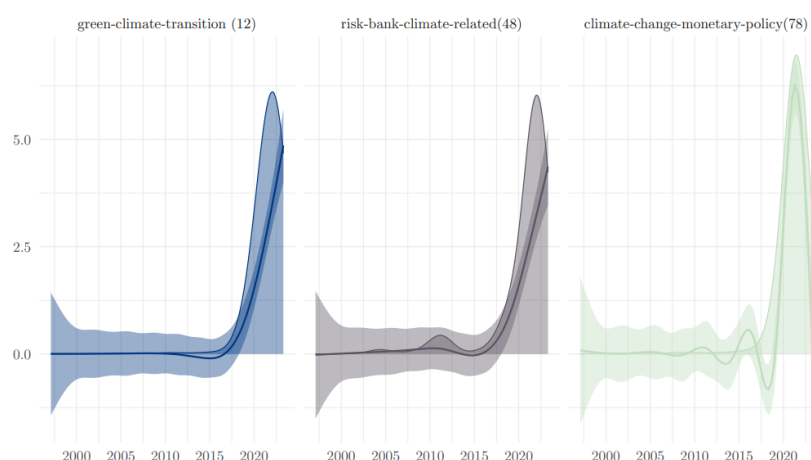 green-climate-transition (12) risk-bank-climate-related(48) climate-change-monetary-policy(78)
5.0
2.5
0.0
2000 2005 2010 2015 2020 2000 2005 2010 2015 2020 2000 2005 2010 2015 2020